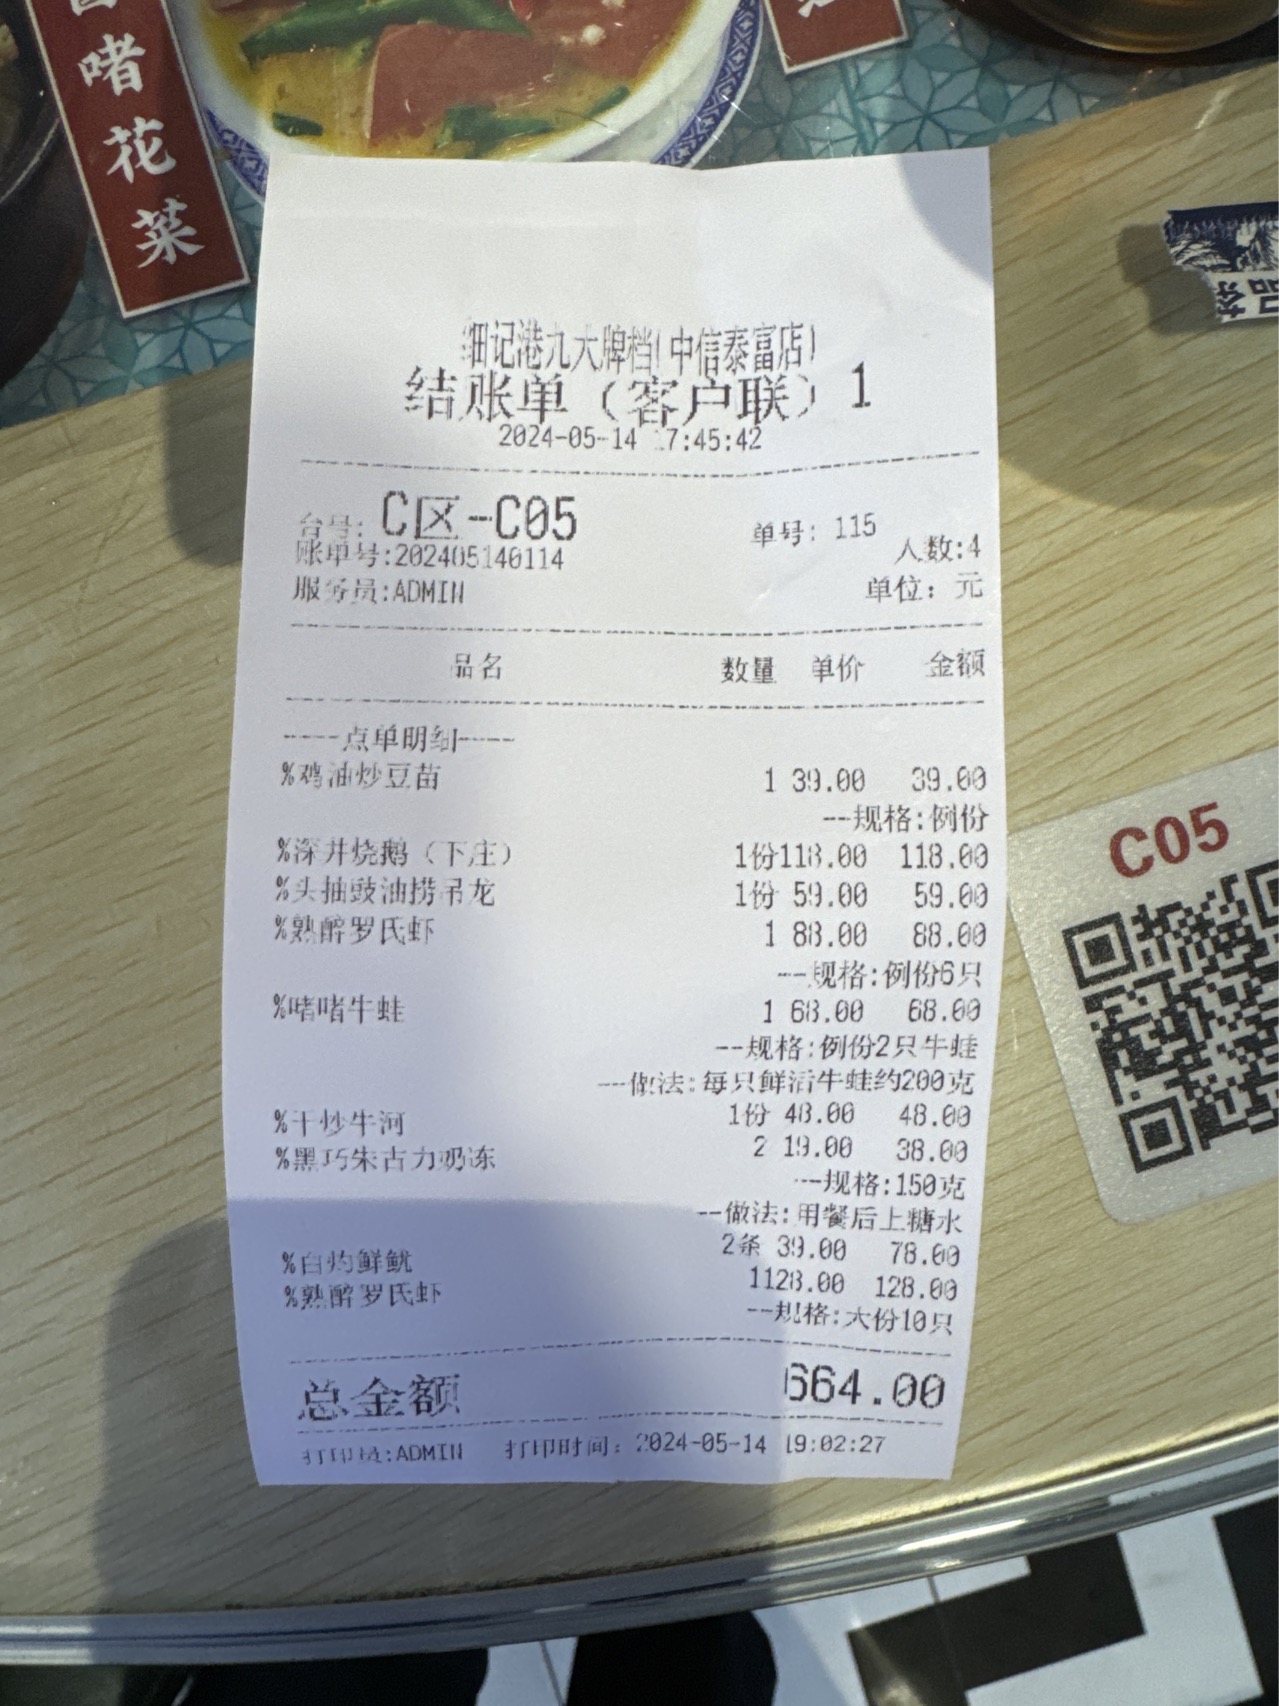 啫
花
菜
细记港九大牌档(中信泰富店)
结账单（客户联）1
2024-05-14 17:45:42
台号: C区-C05 单号: 115
账单号:202405140114 人数:4
服务员:ADMIN 单位: 元
品名 数量 单价 金额
----点单明细----
%鸡油炒豆苗 1 39.00 39.00
--规格:例份
%深井烧鹅（下庄） 1份118.00 118.00
%头抽豉油捞吊龙 1份 59.00 59.00
%熟醉罗氏虾 1 88.00 88.00
--规格:例份6只
%啫啫牛蛙 1 68.00 68.00
--规格:例份2只牛蛙
--做法:每只鲜活牛蛙约200克
%干炒牛河 1份 48.00 48.00
%黑巧朱古力奶冻 2 19.00 38.00
--规格:150克
--做法:用餐后上糖水
%白灼鲜鱿 2条 39.00 78.00
%熟醉罗氏虾 1128.00 128.00
--规格:大份10只
总金额 664.00
打印员:ADMIN 打印时间: 2024-05-14 19:02:27
C05